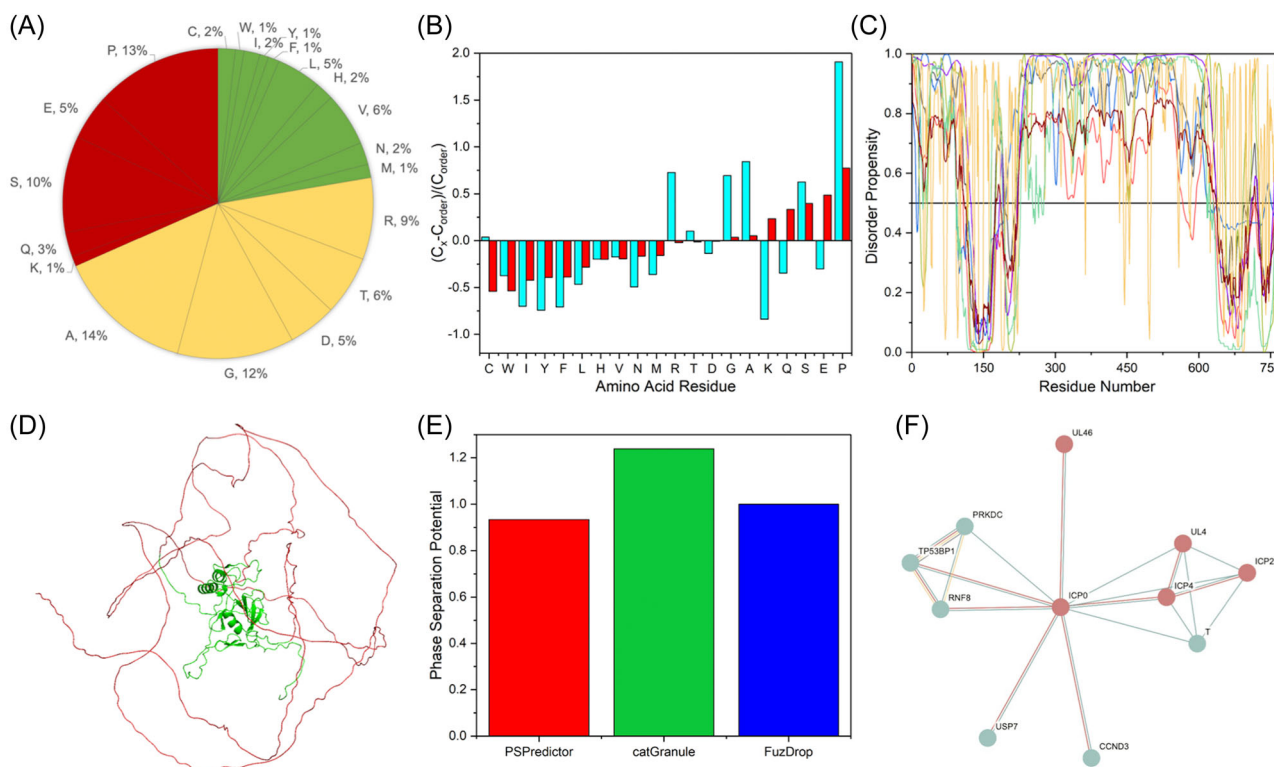 (A)
C, 2%
W, 1%
Y, 1%
I, 2%
F, 1%
L, 5%
H, 2%
V, 6%
N, 2%
M, 1%
R, 9%
T, 6%
D, 5%
G, 12%
A, 14%
K, 1%
Q, 3%
S, 10%
E, 5%
P, 13%
(B)
2.0
1.5
1.0
0.5
0.0
-0.5
-1.0
(Cx-Corder)/(Corder)
C W I Y F L H V N M R T D G A K Q S E P
Amino Acid Residue
(C)
1.0
0.8
0.6
0.4
0.2
0.0
Disorder Propensity
0 150 300 450 600 75
Residue Number
(D)
(E)
1.2
1.0
0.8
0.6
0.4
0.2
0.0
Phase Separation Potential
PSPredictor catGranule FuzDrop
(F)
UL46
PRKDC
TP53BP1
RNF8
ICP0
UL4
ICP2
ICP4
T
USP7
CCND3